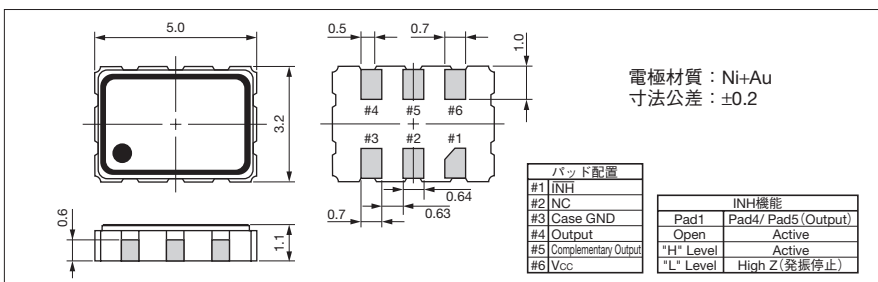 5.0
3.2
0.6
1.1
0.5
0.7
1.0
#4
#5
#6
#3
#2
#1
0.64
0.63
0.7
電極材質：Ni+Au
寸法公差：±0.2
パッド配置
#1 INH
#2 NC
#3 Case GND
#4 Output
#5 Complementary Output
#6 Vcc
INH機能
Pad1 Pad4/ Pad5(Output)
Open Active
"H" Level Active
"L" Level High Z(発振停止)